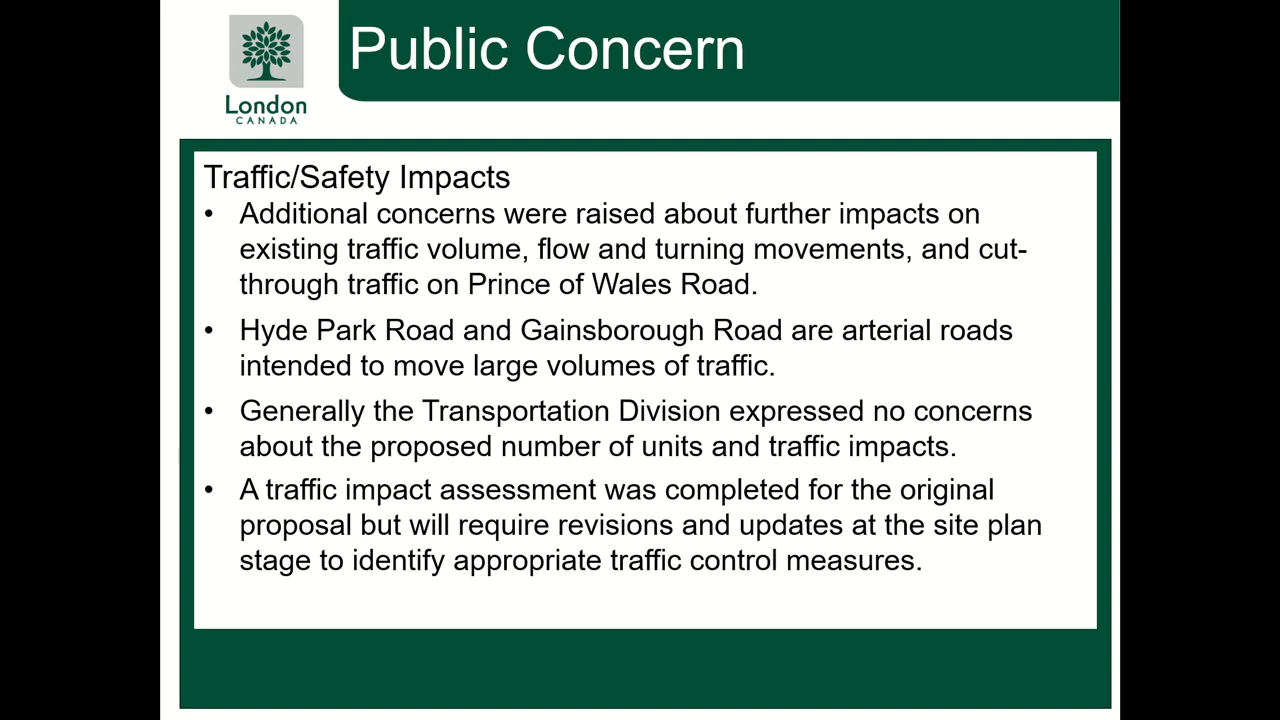 Public Concern
London
CANADA
Traffic/Safety Impacts
• Additional concerns were raised about further impacts on
existing traffic volume, flow and turning movements, and cut-
through traffic on Prince of Wales Road.
• Hyde Park Road and Gainsborough Road are arterial roads
intended to move large volumes of traffic.
• Generally the Transportation Division expressed no concerns
about the proposed number of units and traffic impacts.
• A traffic impact assessment was completed for the original
proposal but will require revisions and updates at the site plan
stage to identify appropriate traffic control measures.